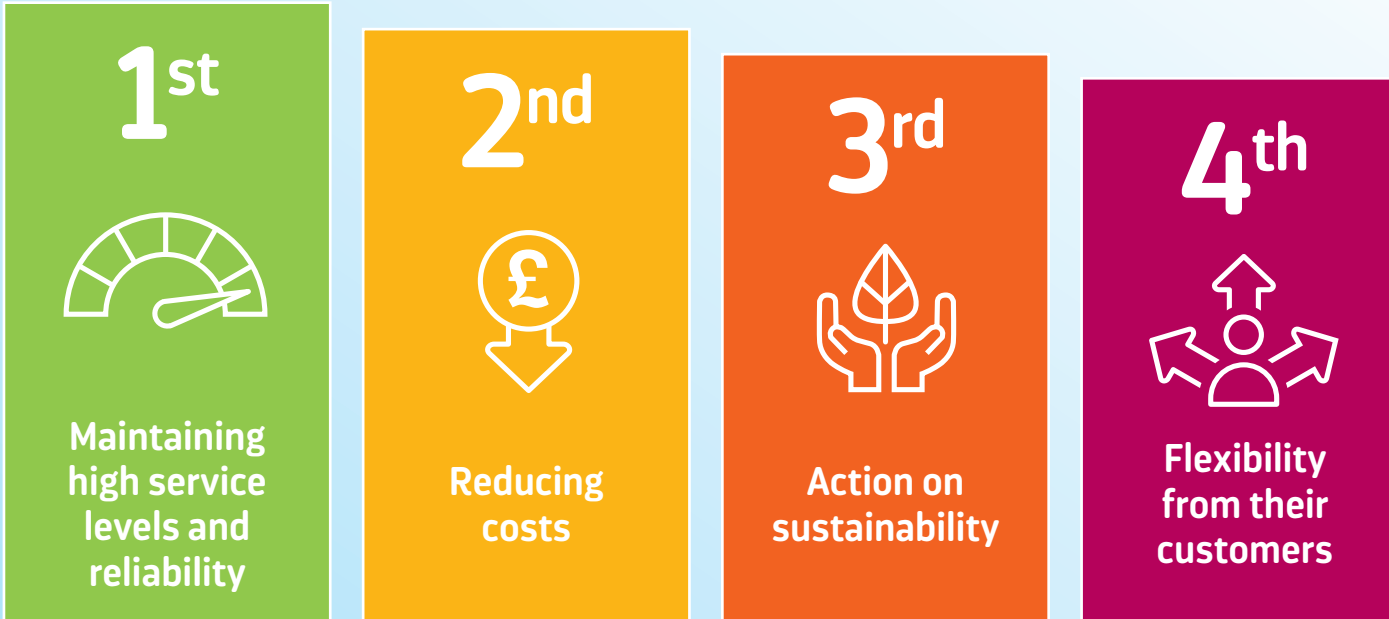 1st
Maintaining
high service
levels and
reliability
2nd
£
Reducing
costs
3rd
Action on
sustainability
4th
Flexibility
from their
customers